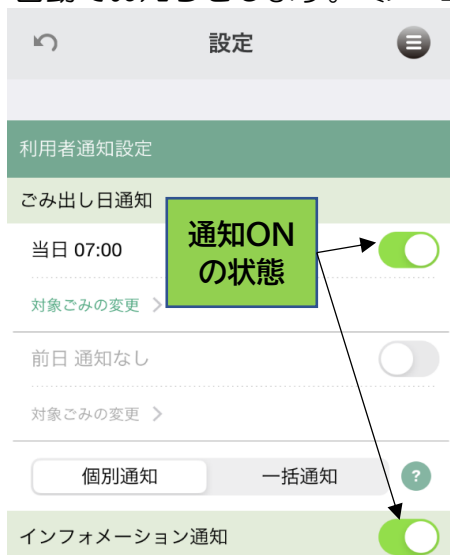 設定
利用者通知設定
ごみ出し日通知
当日 07:00
通知ON
の状態
対象ごみの変更 >
前日 通知なし
対象ごみの変更 >
個別通知 一括通知 ?
インフォメーション通知